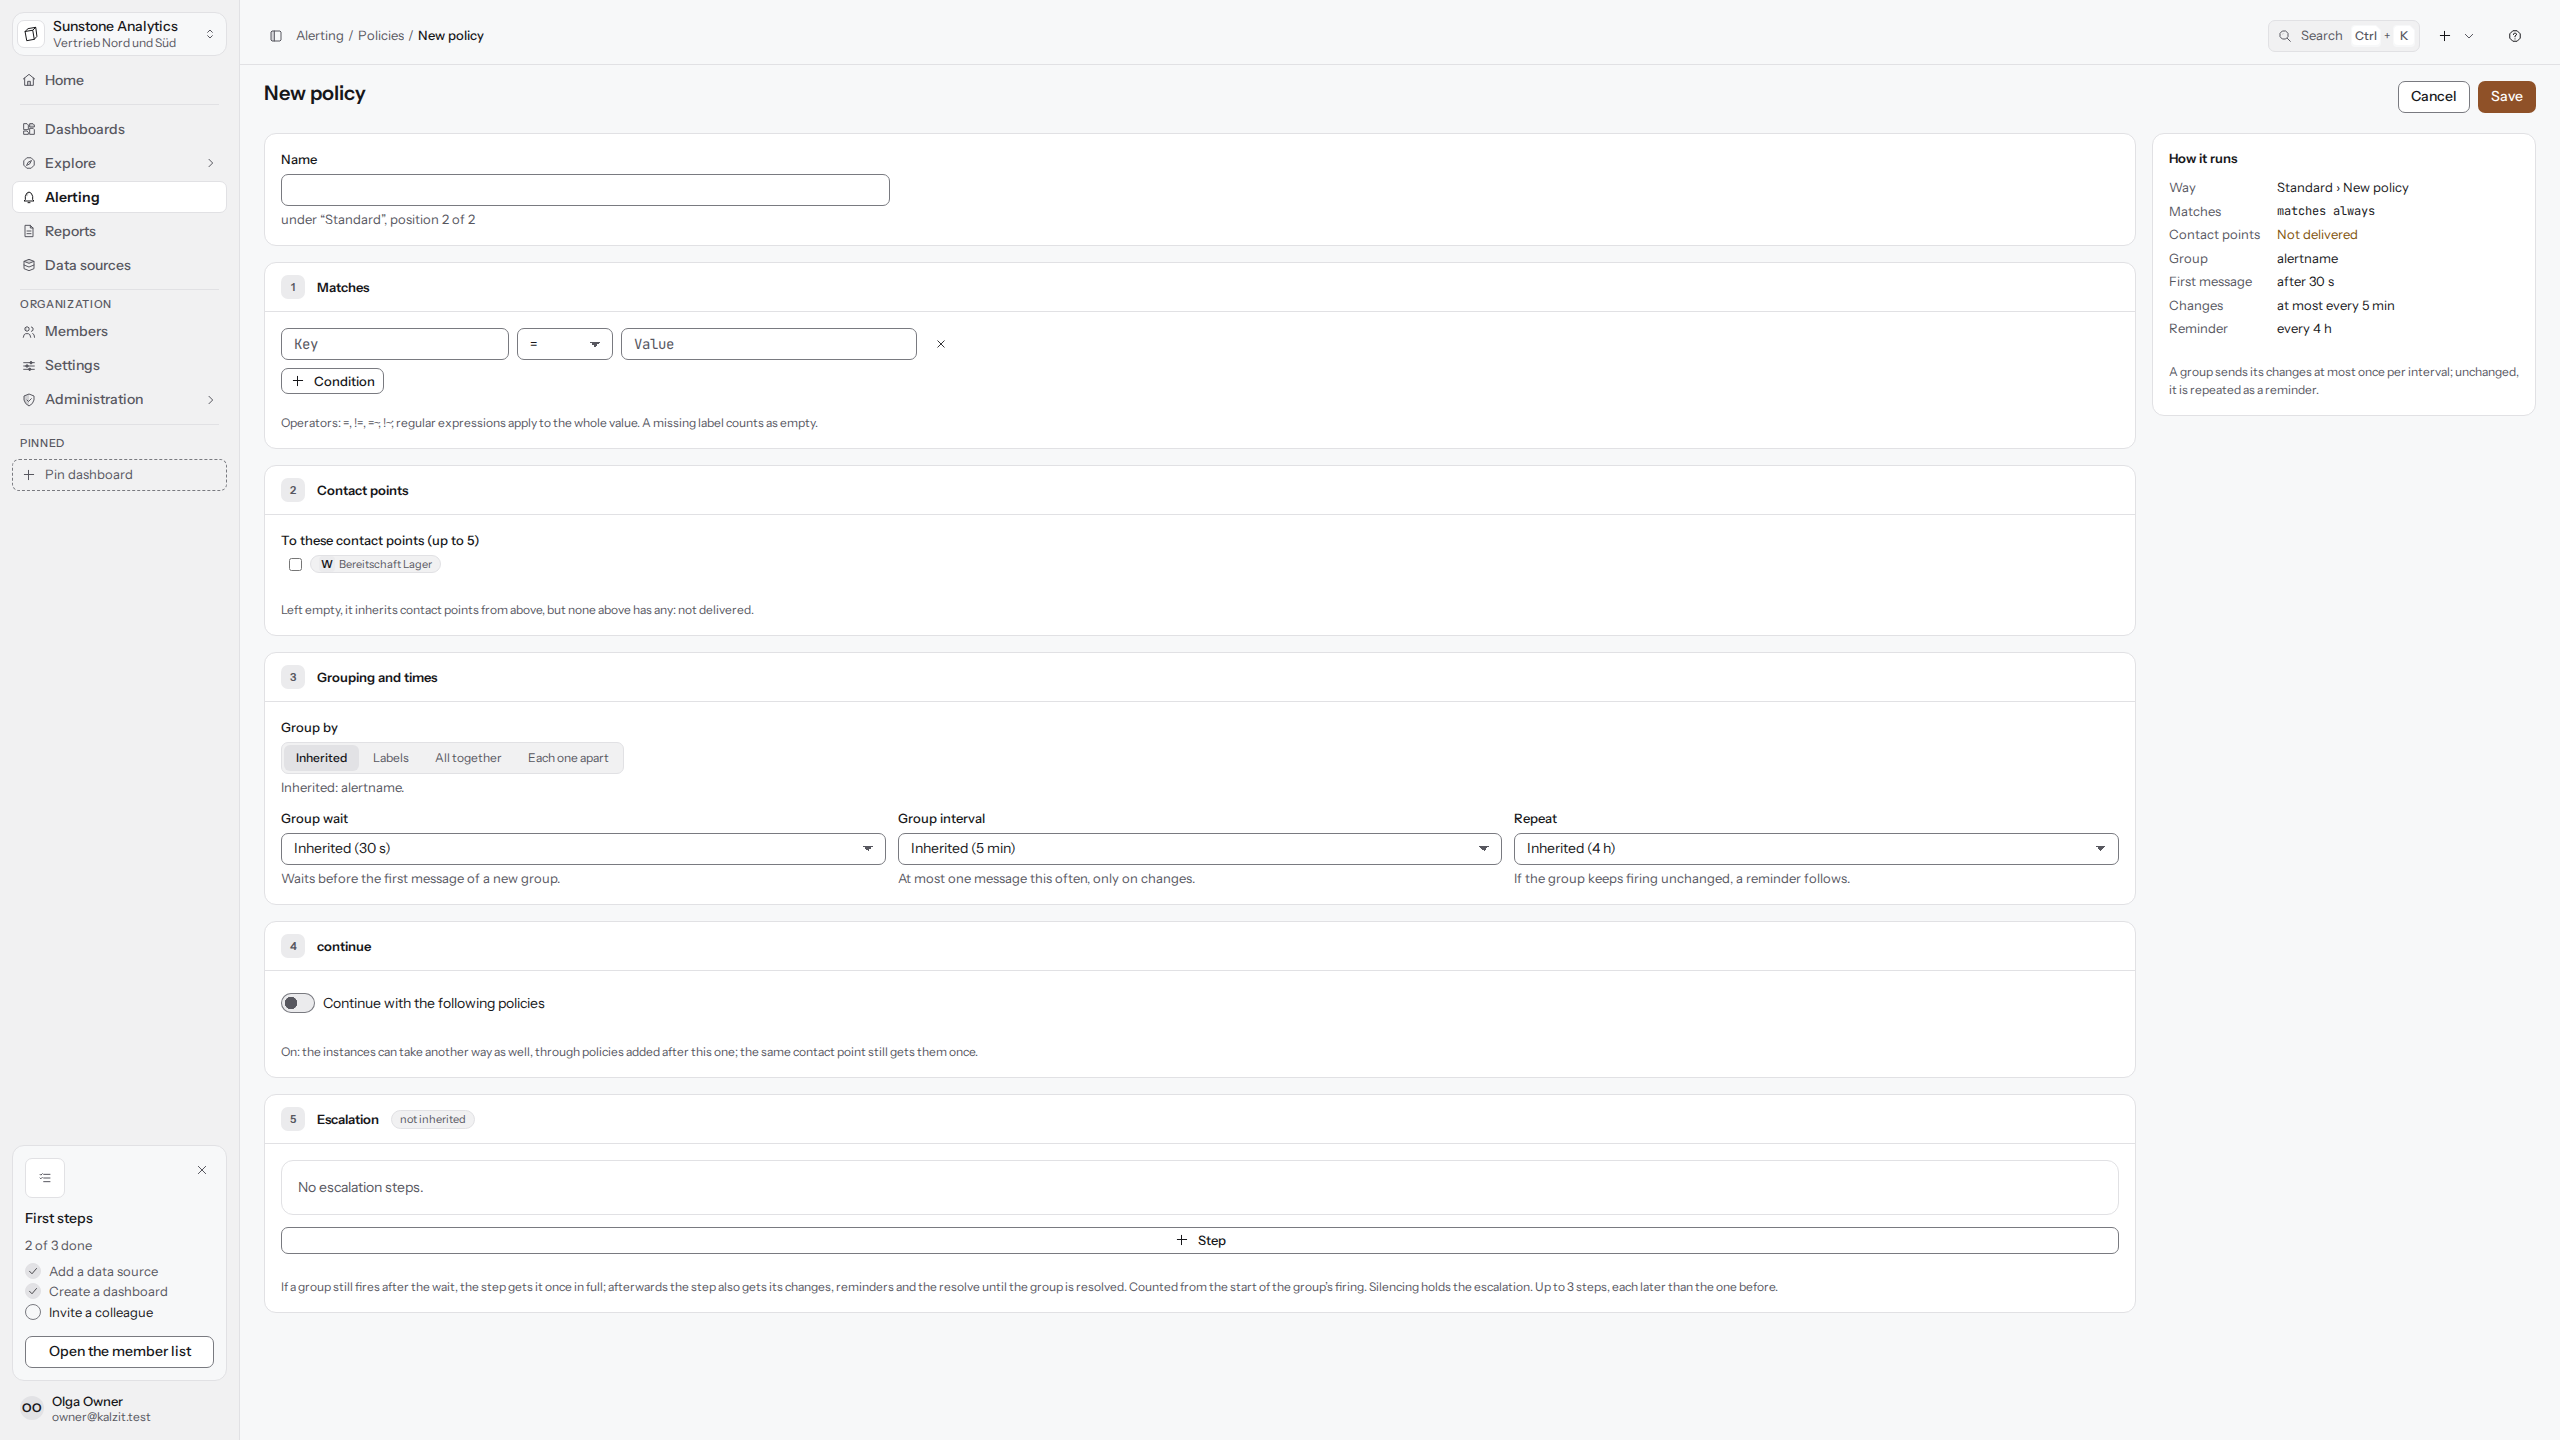 Sunstone Analytics
Vertrieb Nord und Süd
Home
Dashboards
Explore
Alerting
Reports
Data sources
ORGANIZATION
Members
Settings
Administration
PINNED
Pin dashboard
First steps
2 of 3 done
Add a data source
Create a dashboard
Invite a colleague
Open the member list
OO
Olga Owner
owner@kalzit.test
Alerting / Policies / New policy
Search Ctrl + K
New policy
Cancel
Save
Name
under “Standard”, position 2 of 2
1 Matches
Key
=
Value
Condition
Operators: =, !=, =~, !~; regular expressions apply to the whole value. A missing label counts as empty.
2 Contact points
To these contact points (up to 5)
W Bereitschaft Lager
Left empty, it inherits contact points from above, but none above has any: not delivered.
3 Grouping and times
Group by
Inherited Labels All together Each one apart
Inherited: alertname.
Group wait
Inherited (30 s)
Waits before the first message of a new group.
Group interval
Inherited (5 min)
At most one message this often, only on changes.
Repeat
Inherited (4 h)
If the group keeps firing unchanged, a reminder follows.
4 continue
Continue with the following policies
On: the instances can take another way as well, through policies added after this one; the same contact point still gets them once.
5 Escalation not inherited
No escalation steps.
Step
If a group still fires after the wait, the step gets it once in full; afterwards the step also gets its changes, reminders and the resolve until the group is resolved. Counted from the start of the group’s firing. Silencing holds the escalation. Up to 3 steps, each later than the one before.
How it runs
Way Standard › New policy
Matches matches always
Contact points Not delivered
Group alertname
First message after 30 s
Changes at most every 5 min
Reminder every 4 h
A group sends its changes at most once per interval; unchanged,
it is repeated as a reminder.